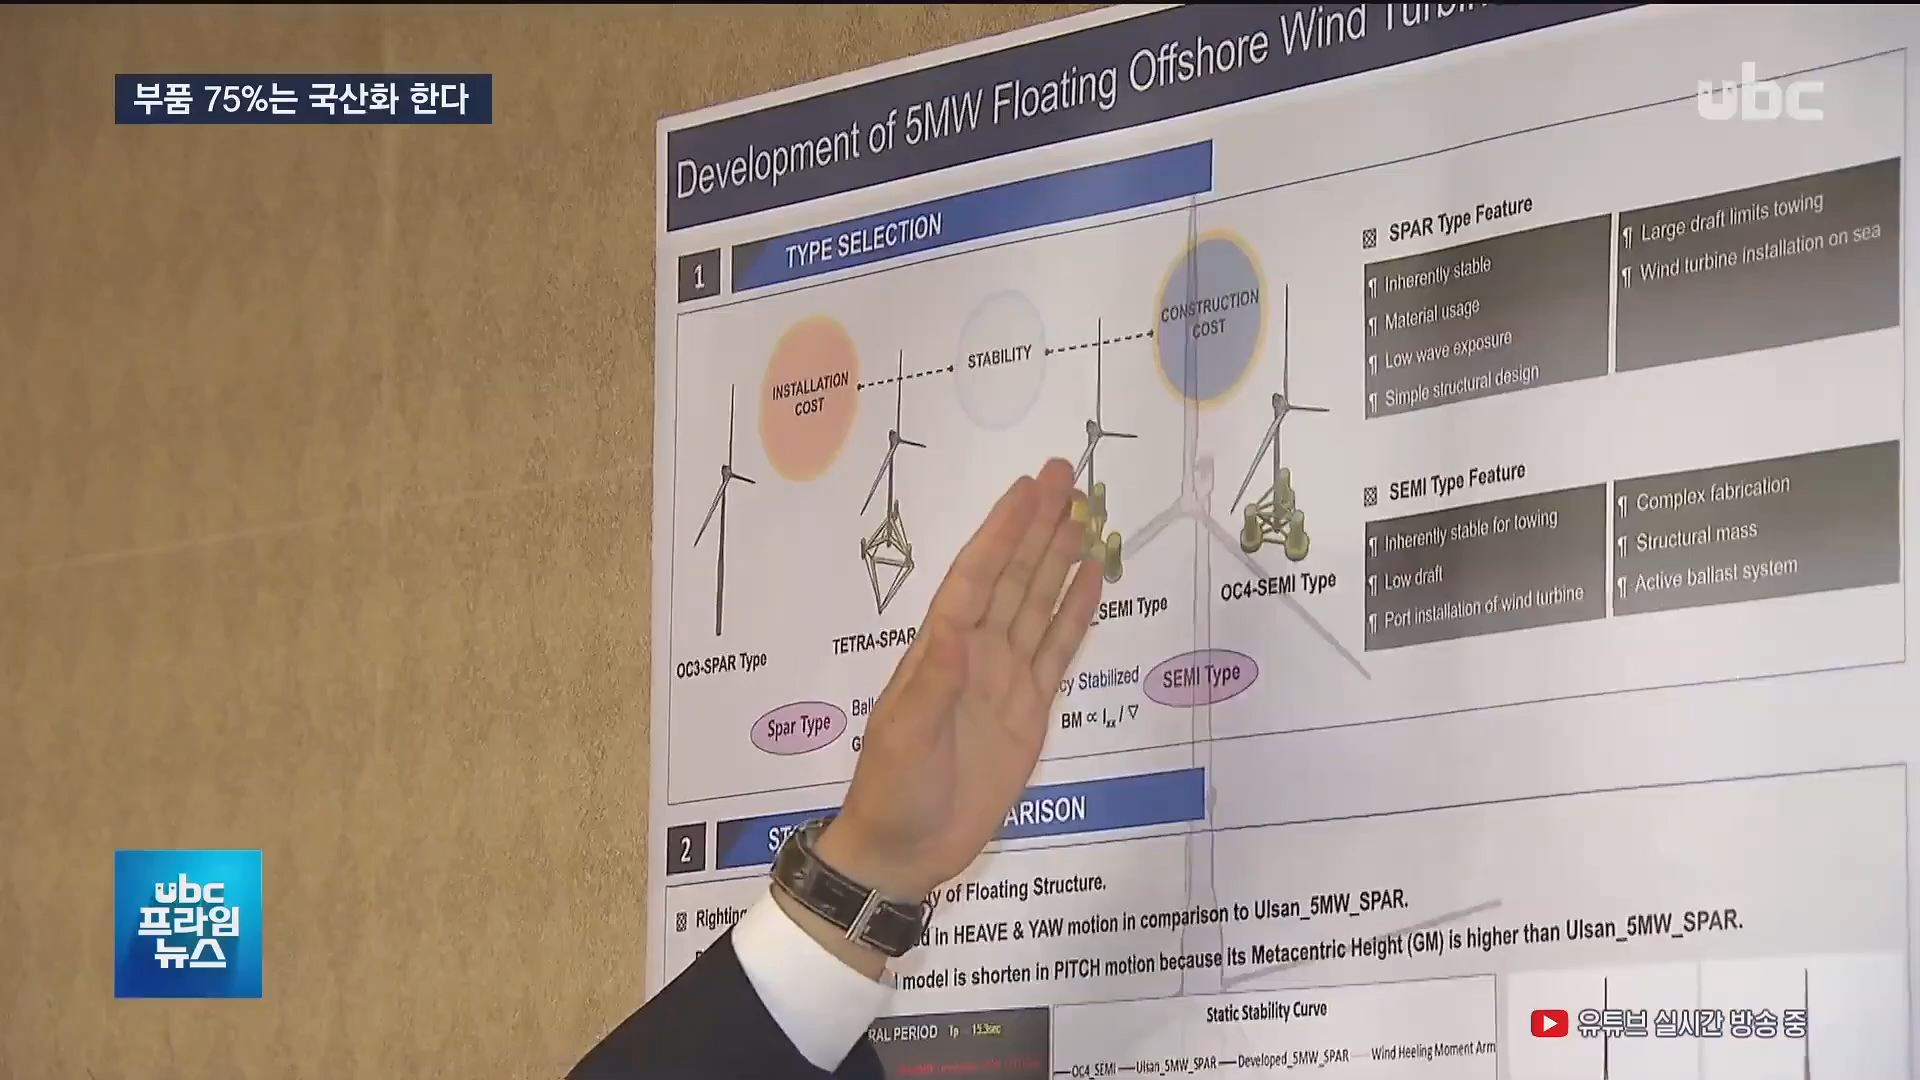 부품 75%는 국산화 한다
ubc
Development of 5MW Floating Offshore Wind
1
TYPE SELECTION
INSTALLATION
COST
STABILITY
CONSTRUCTION
COST
OC3-SPAR Type
TETRA-SPAR
_SEMI Type
OC4-SEMI Type
Spar Type
cy Stabilized
BM ∝ Ixx / ∇
SEMI Type
SPAR Type Feature
¶ Inherently stable
¶ Material usage
¶ Low wave exposure
¶ Simple structural design
¶ Large draft limits towing
¶ Wind turbine installation on sea
SEMI Type Feature
¶ Inherently stable for towing
¶ Low draft
¶ Port installation of wind turbine
¶ Complex fabrication
¶ Structural mass
¶ Active ballast system
2
ARISON
Righting
y of Floating Structure.
d in HEAVE & YAW motion in comparison to Ulsan_5MW_SPAR.
model is shorten in PITCH motion because its Metacentric Height (GM) is higher than Ulsan_5MW_SPAR.
RAL PERIOD Tp
Static Stability Curve
OC4_SEMI Ulsan_5MW_SPAR Developed_5MW_SPAR Wind Heeling Moment Arm
ubc
프라임
뉴스
유튜브 실시간 방송 중